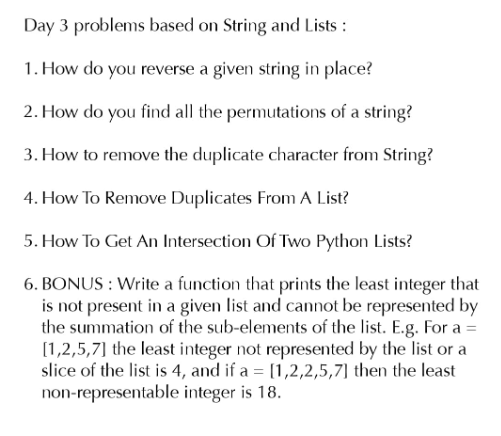 Day 3 problems based on String and Lists :
1. How do you reverse a given string in place?
2. How do you find all the permutations of a string?
3. How to remove the duplicate character from String?
4. How To Remove Duplicates From A List?
5. How To Get An Intersection Of Two Python Lists?
6. BONUS : Write a function that prints the least integer that
is not present in a given list and cannot be represented by
the summation of the sub-elements of the list. E.g. For a =
[1,2,5,7] the least integer not represented by the list or a
slice of the list is 4, and if a = [1,2,2,5,7] then the least
non-representable integer is 18.